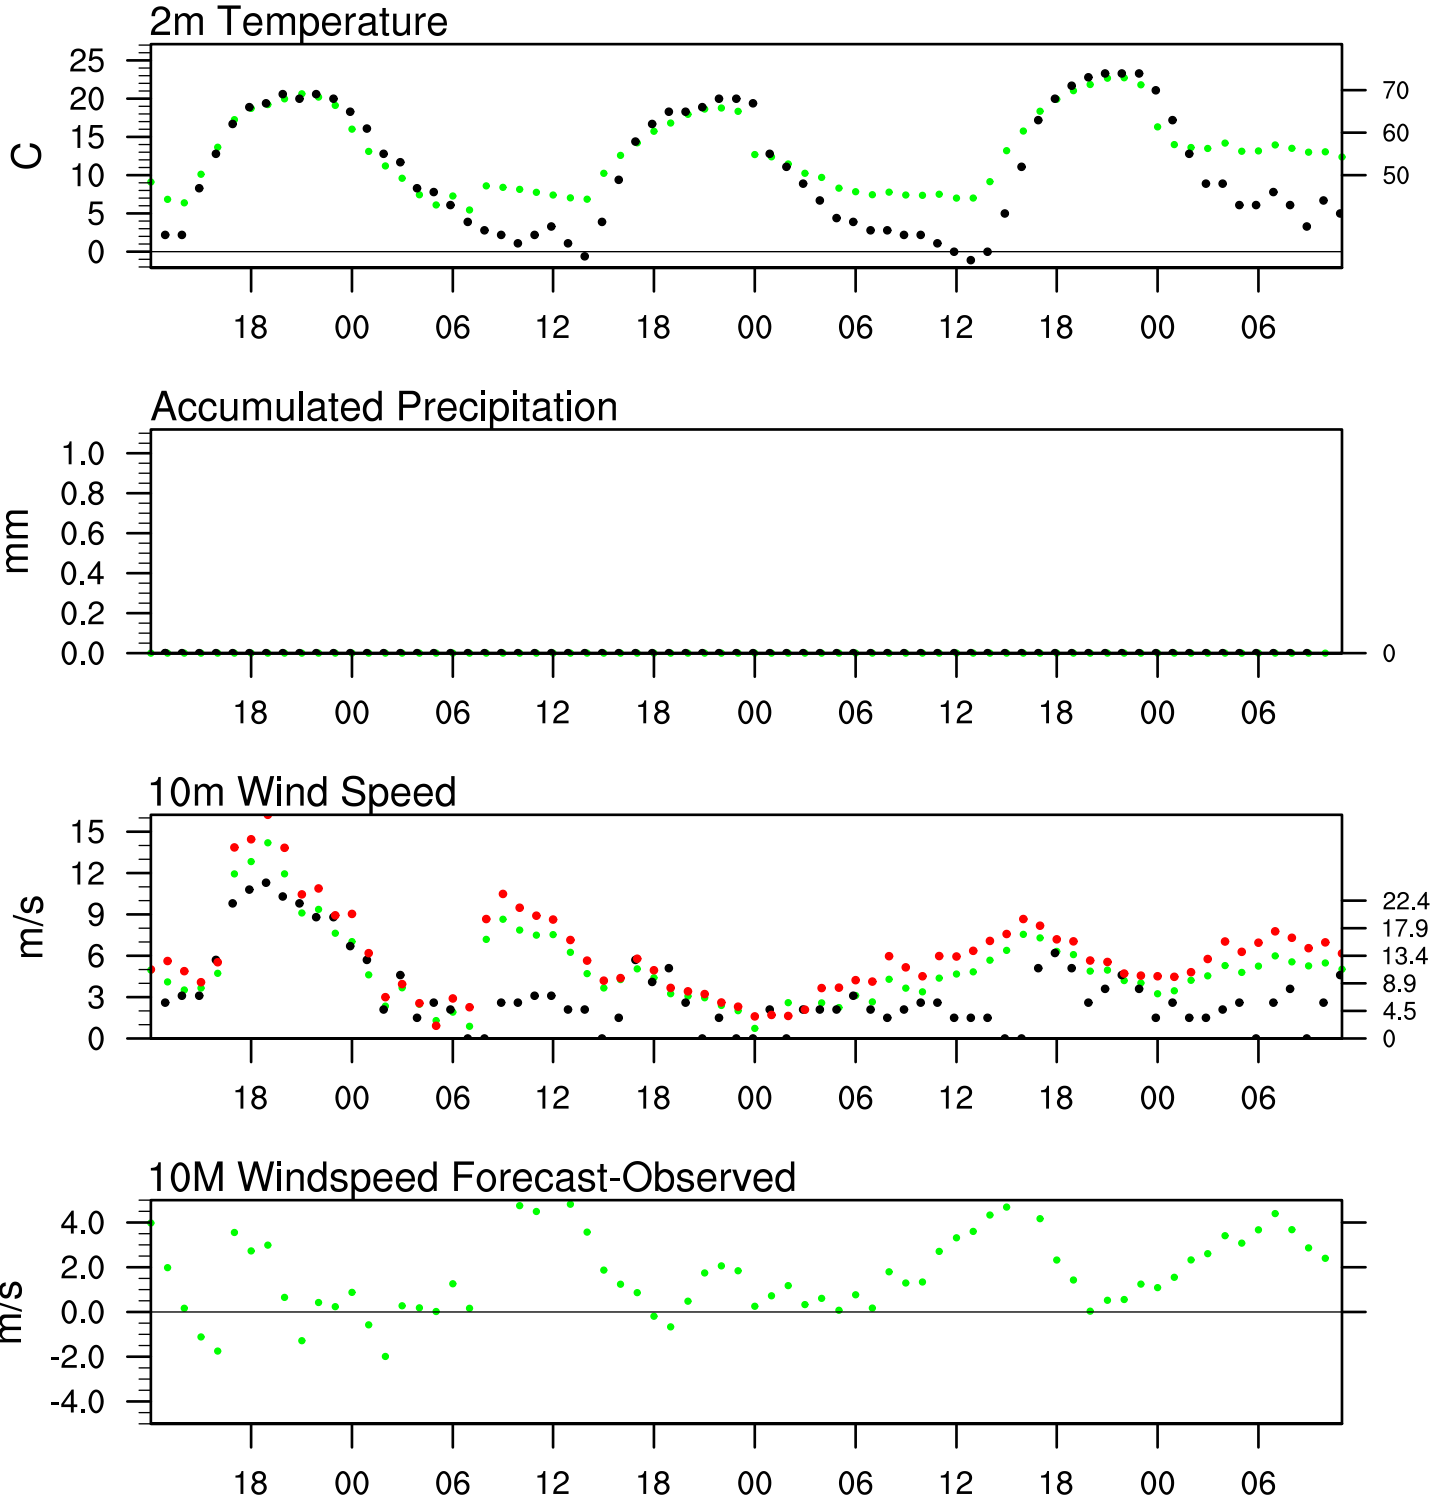 2m Temperature
25
20
15
10
5
0
C
70
60
50
18 00 06 12 18 00 06 12 18 00 06
Accumulated Precipitation
1.0
0.8
0.6
0.4
0.2
0.0
mm
0
18 00 06 12 18 00 06 12 18 00 06
10m Wind Speed
15
12
9
6
3
0
m/s
22.4
17.9
13.4
8.9
4.5
0
18 00 06 12 18 00 06 12 18 00 06
10M Windspeed Forecast-Observed
4.0
2.0
0.0
-2.0
-4.0
m/s
18 00 06 12 18 00 06 12 18 00 06